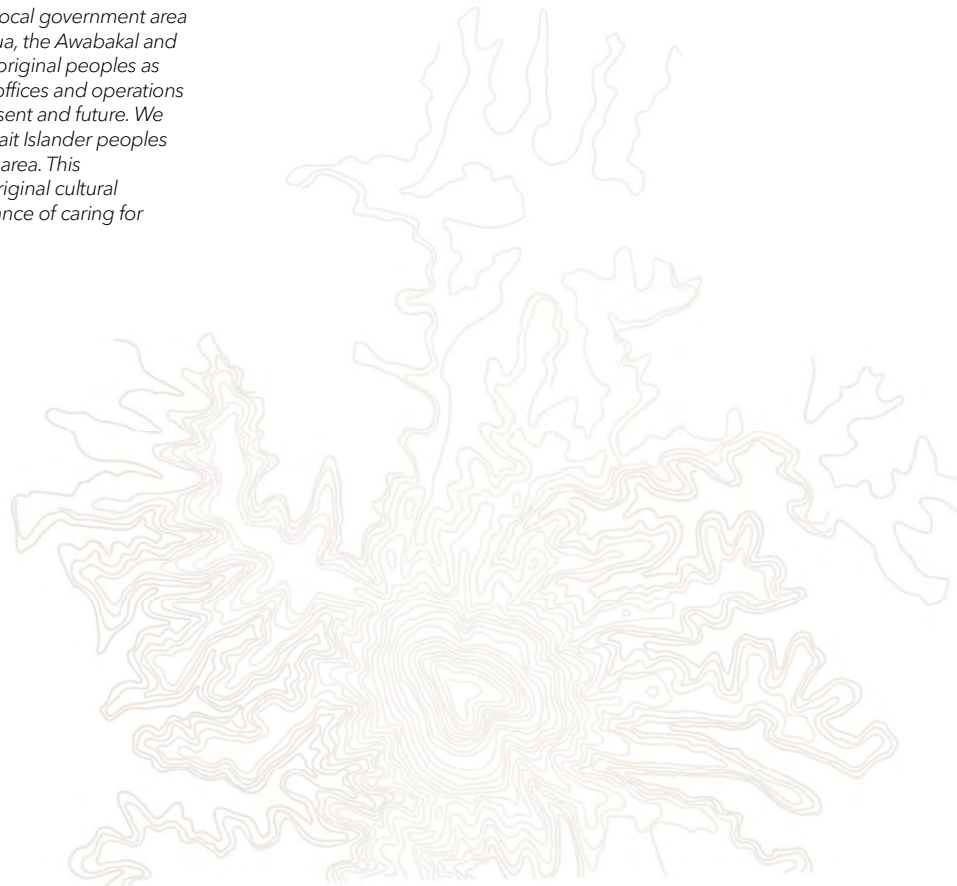 ocal government area
ua, the Awabakal and
original peoples as
offices and operations
sent and future. We
ait Islander peoples
area. This
riginal cultural
ance of caring for